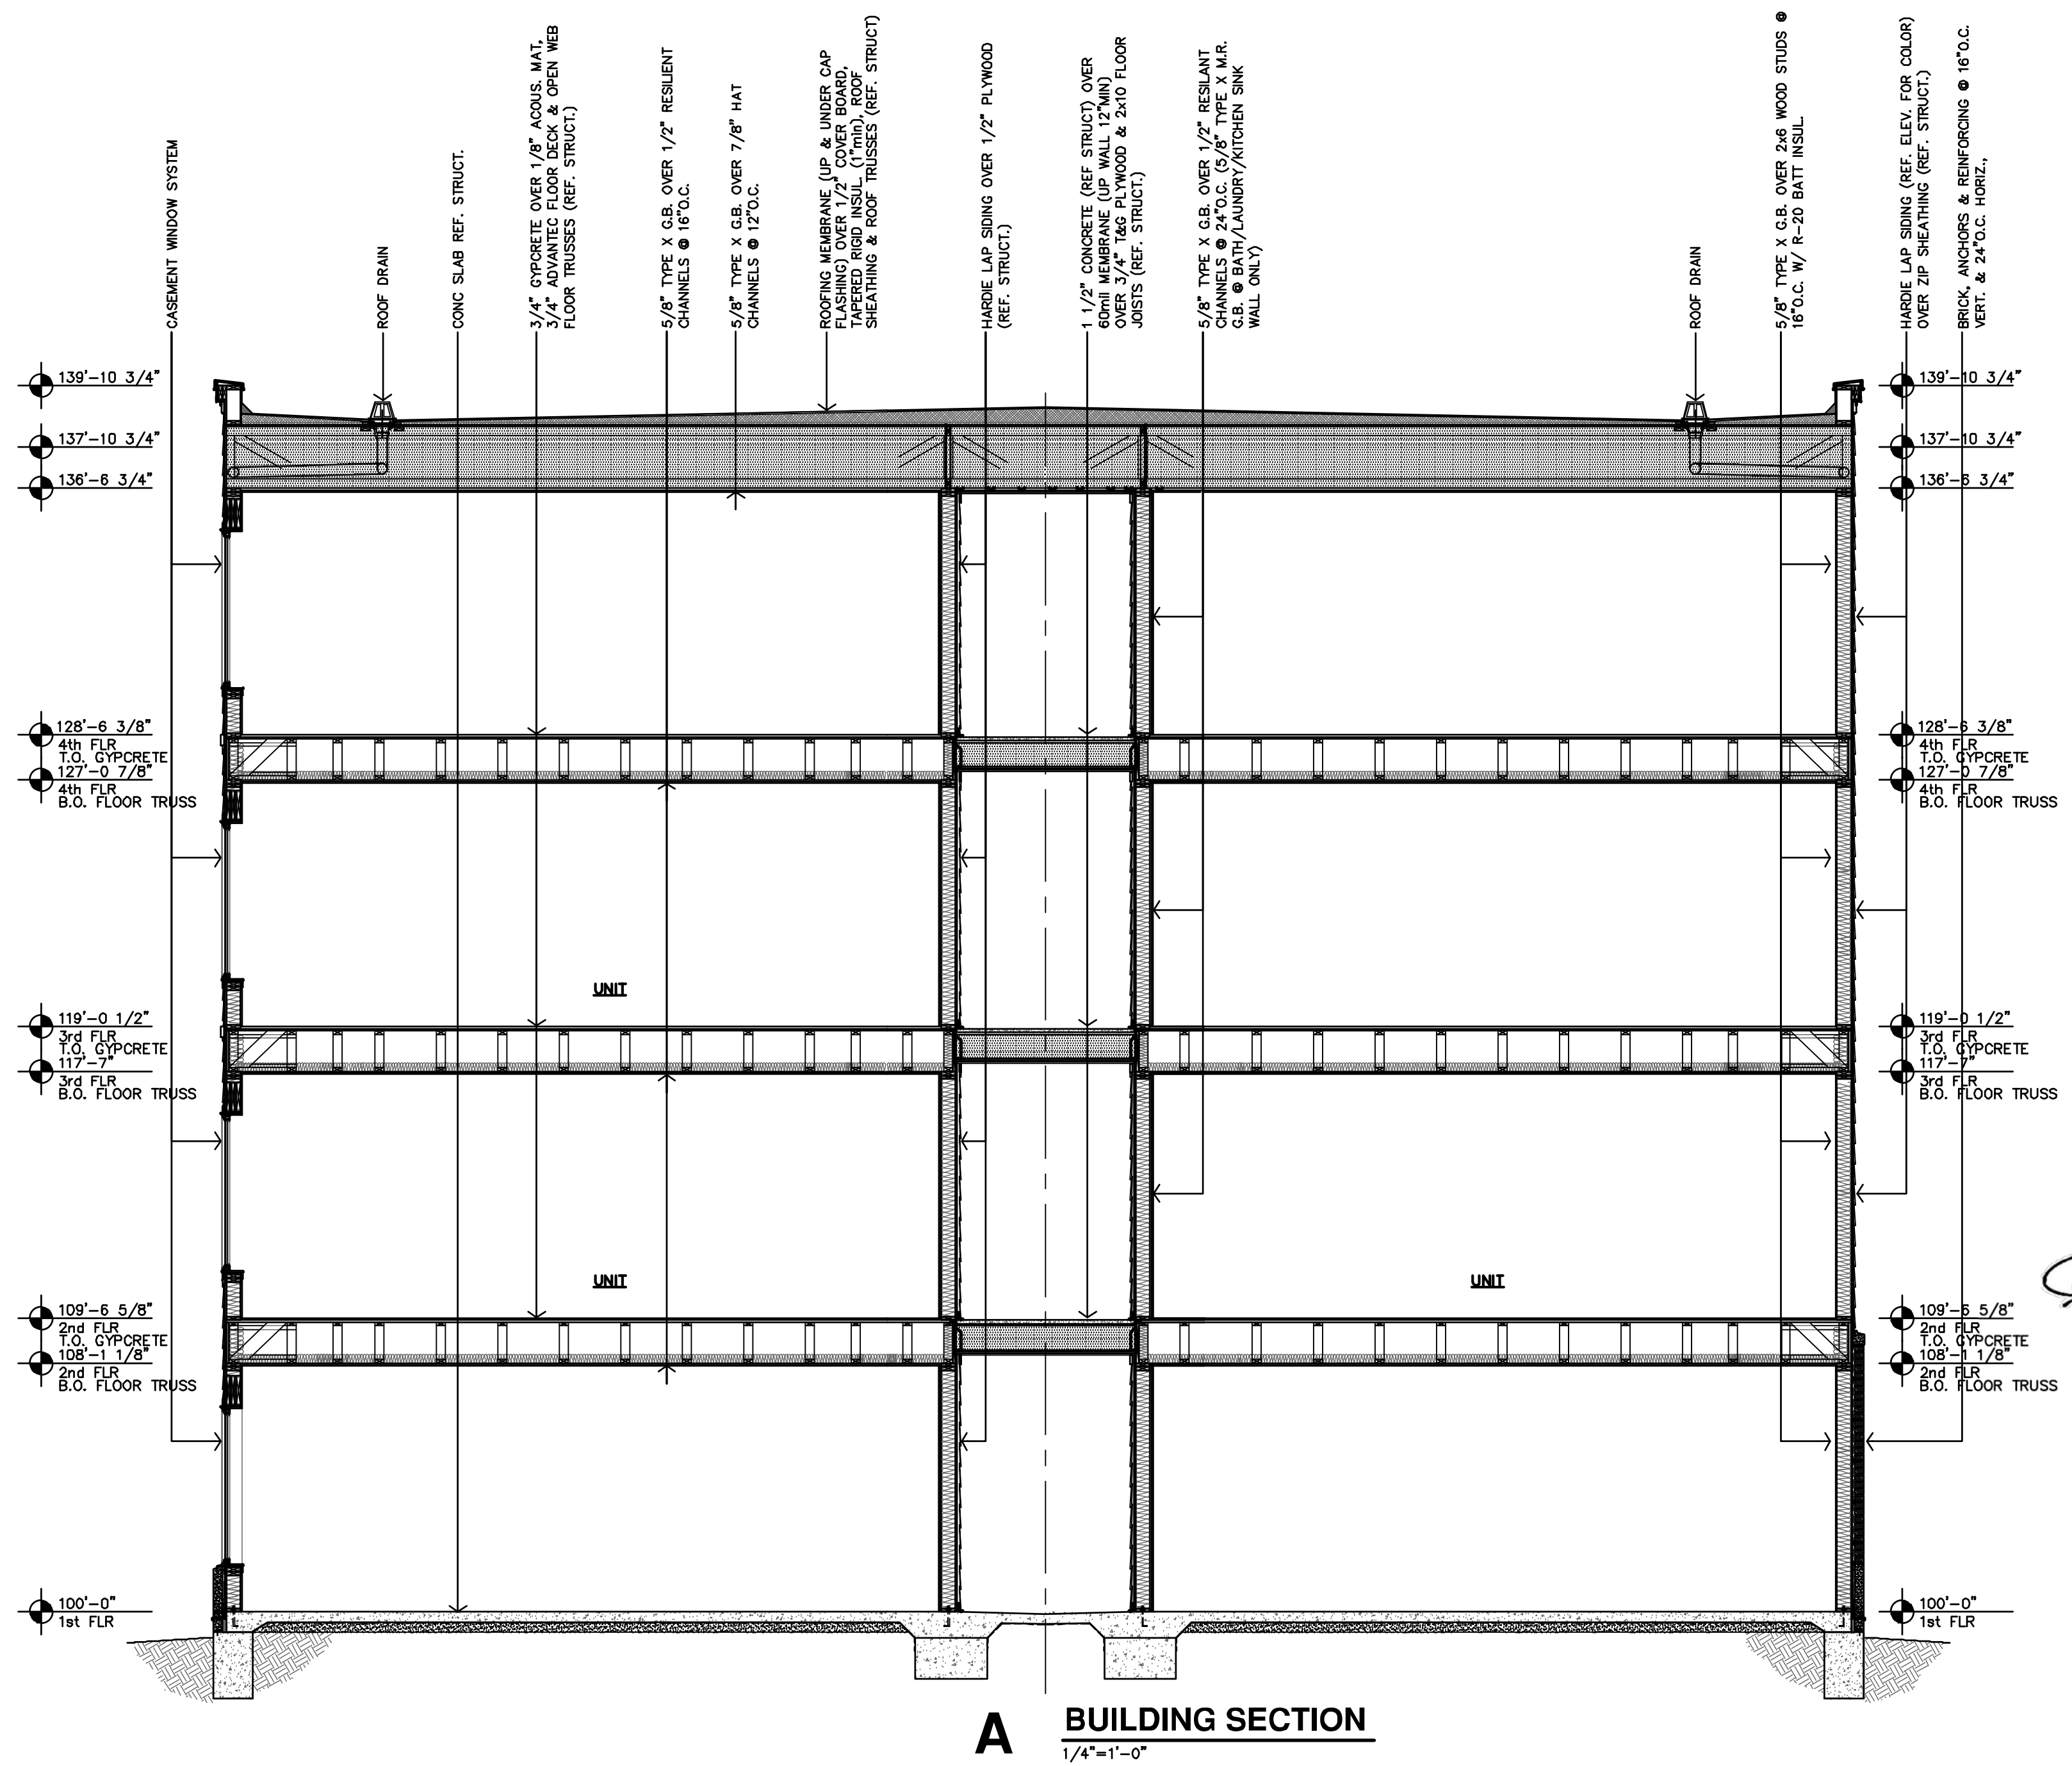 CASEMENT WINDOW SYSTEM
ROOF DRAIN
CONC SLAB REF. STRUCT.
3/4" GYPCRETE OVER 1/8" ACOUS. MAT,
3/4" ADVANTEC FLOOR DECK & OPEN WEB
FLOOR TRUSSES (REF. STRUCT.)
5/8" TYPE X G.B. OVER 1/2" RESILIENT
CHANNELS @ 16"O.C.
5/8" TYPE X G.B. OVER 7/8" HAT
CHANNELS @ 12"O.C.
ROOFING MEMBRANE (UP & UNDER CAP
FLASHING) OVER 1/2" COVER BOARD,
TAPERED RIGID INSUL. (1"min), ROOF
SHEATHING & ROOF TRUSSES (REF. STRUCT)
HARDIE LAP SIDING OVER 1/2" PLYWOOD
(REF. STRUCT.)
1 1/2" CONCRETE (REF STRUCT) OVER
60mill MEMBRANE (UP WALL 12"MIN)
OVER 3/4" T&G PLYWOOD & 2x10 FLOOR
JOISTS (REF. STRUCT.)
5/8" TYPE X G.B. OVER 1/2" RESILANT
CHANNELS @ 24"O.C. (5/8" TYPE X M.R.
G.B. @ BATH/LAUNDRY/KITCHEN SINK
WALL ONLY)
ROOF DRAIN
5/8" TYPE X G.B. OVER 2x6 WOOD STUDS @
16"O.C. W/ R-20 BATT INSUL.
HARDIE LAP SIDING (REF. ELEV. FOR COLOR)
OVER ZIP SHEATHING (REF. STRUCT.)
BRICK, ANCHORS & REINFORCING @ 16"O.C.
VERT. & 24"O.C. HORIZ.,
139'-10 3/4"
137'-10 3/4"
136'-6 3/4"
128'-6 3/8"
4th FLR
T.O. GYPCRETE
127'-0 7/8"
4th FLR
B.O. FLOOR TRUSS
119'-0 1/2"
3rd FLR
T.O. GYPCRETE
117'-7"
3rd FLR
B.O. FLOOR TRUSS
109'-6 5/8"
2nd FLR
T.O. GYPCRETE
108'-1 1/8"
2nd FLR
B.O. FLOOR TRUSS
100'-0"
1st FLR
UNIT
UNIT
UNIT
139'-10 3/4"
137'-10 3/4"
136'-6 3/4"
128'-6 3/8"
4th FLR
T.O. GYPCRETE
127'-0 7/8"
4th FLR
B.O. FLOOR TRUSS
119'-0 1/2"
3rd FLR
T.O. GYPCRETE
117'-7"
3rd FLR
B.O. FLOOR TRUSS
109'-6 5/8"
2nd FLR
T.O. GYPCRETE
108'-1 1/8"
2nd FLR
B.O. FLOOR TRUSS
100'-0"
1st FLR
A BUILDING SECTION
1/4"=1'-0"